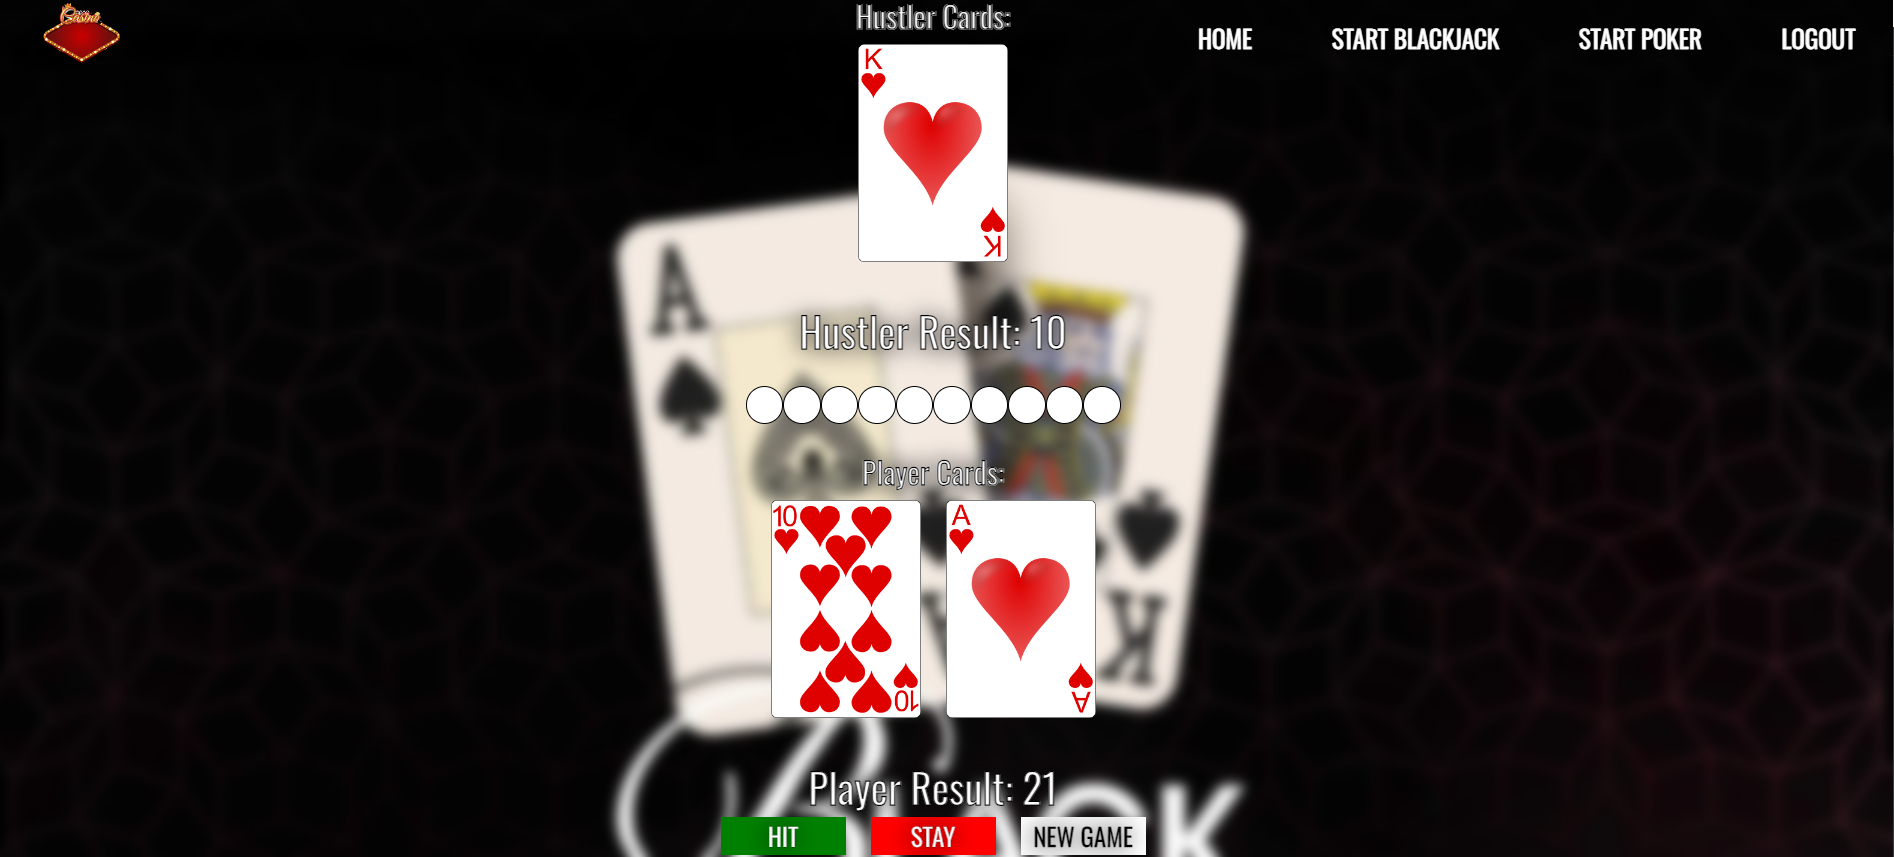 Casino
HOME
START BLACKJACK
START POKER
LOGOUT
Hustler Cards:
K
K
Hustler Result: 10
A
Player Cards:
10
A
10
A
K
Player Result: 21
HIT
STAY
NEW GAME